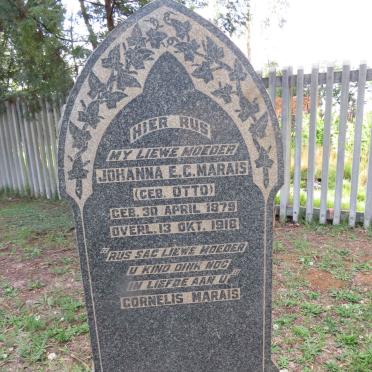 HIER RUS
MY LIEWE MOEDER
JOHANNA E. C. MARAIS
(GEB. OTTO)
GEB. 30 APRIL 1879
OVERL. 13 OKT. 1918
"RUS SAG LIEWE MOEDER
U KIND DINK NOG
IN LIEFDE AAN U"
CORNELIS MARAIS